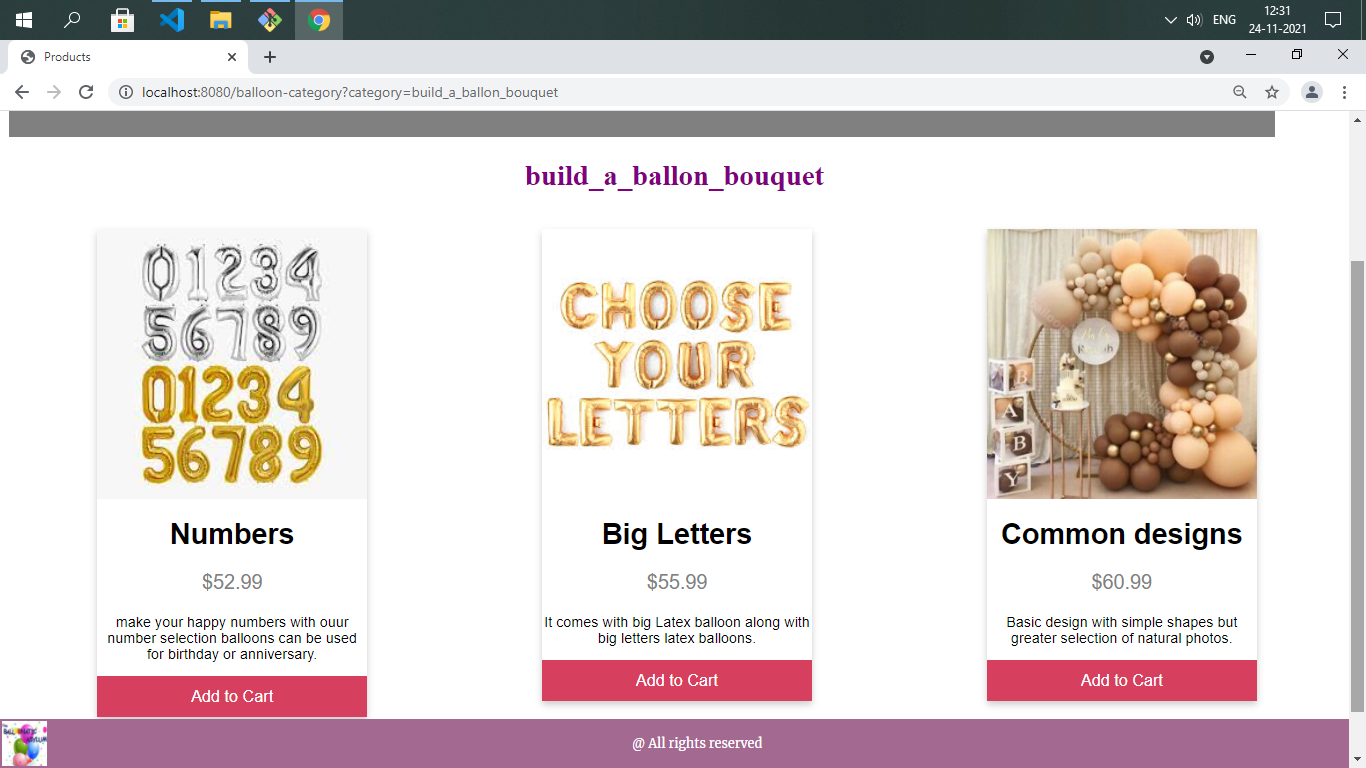 ENG
12:31
24-11-2021
Products
localhost:8080/balloon-category?category=build_a_ballon_bouquet
build_a_ballon_bouquet
01234
56789
01234
56789
CHOOSE
YOUR
LETTERS
B
A
B
Y
Numbers
$52.99
make your happy numbers with ouur
number selection balloons can be used
for birthday or anniversary.
Add to Cart
Big Letters
$55.99
It comes with big Latex balloon along with
big letters latex balloons.
Add to Cart
Common designs
$60.99
Basic design with simple shapes but
greater selection of natural photos.
Add to Cart
@ All rights reserved